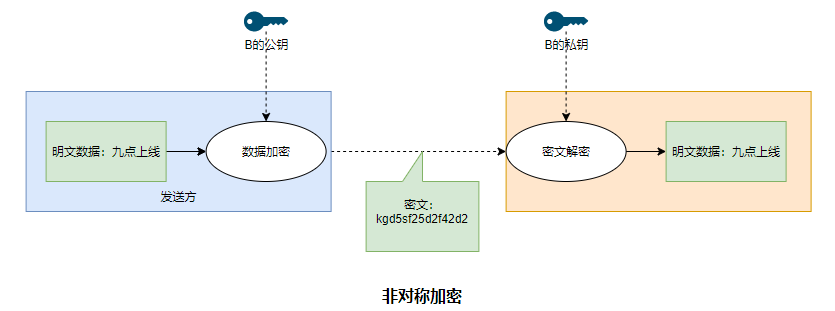 B的公钥
B的私钥
明文数据：九点上线
数据加密
密文解密
明文数据：九点上线
发送方
密文：
kgd5sf25d2f42d2
非对称加密